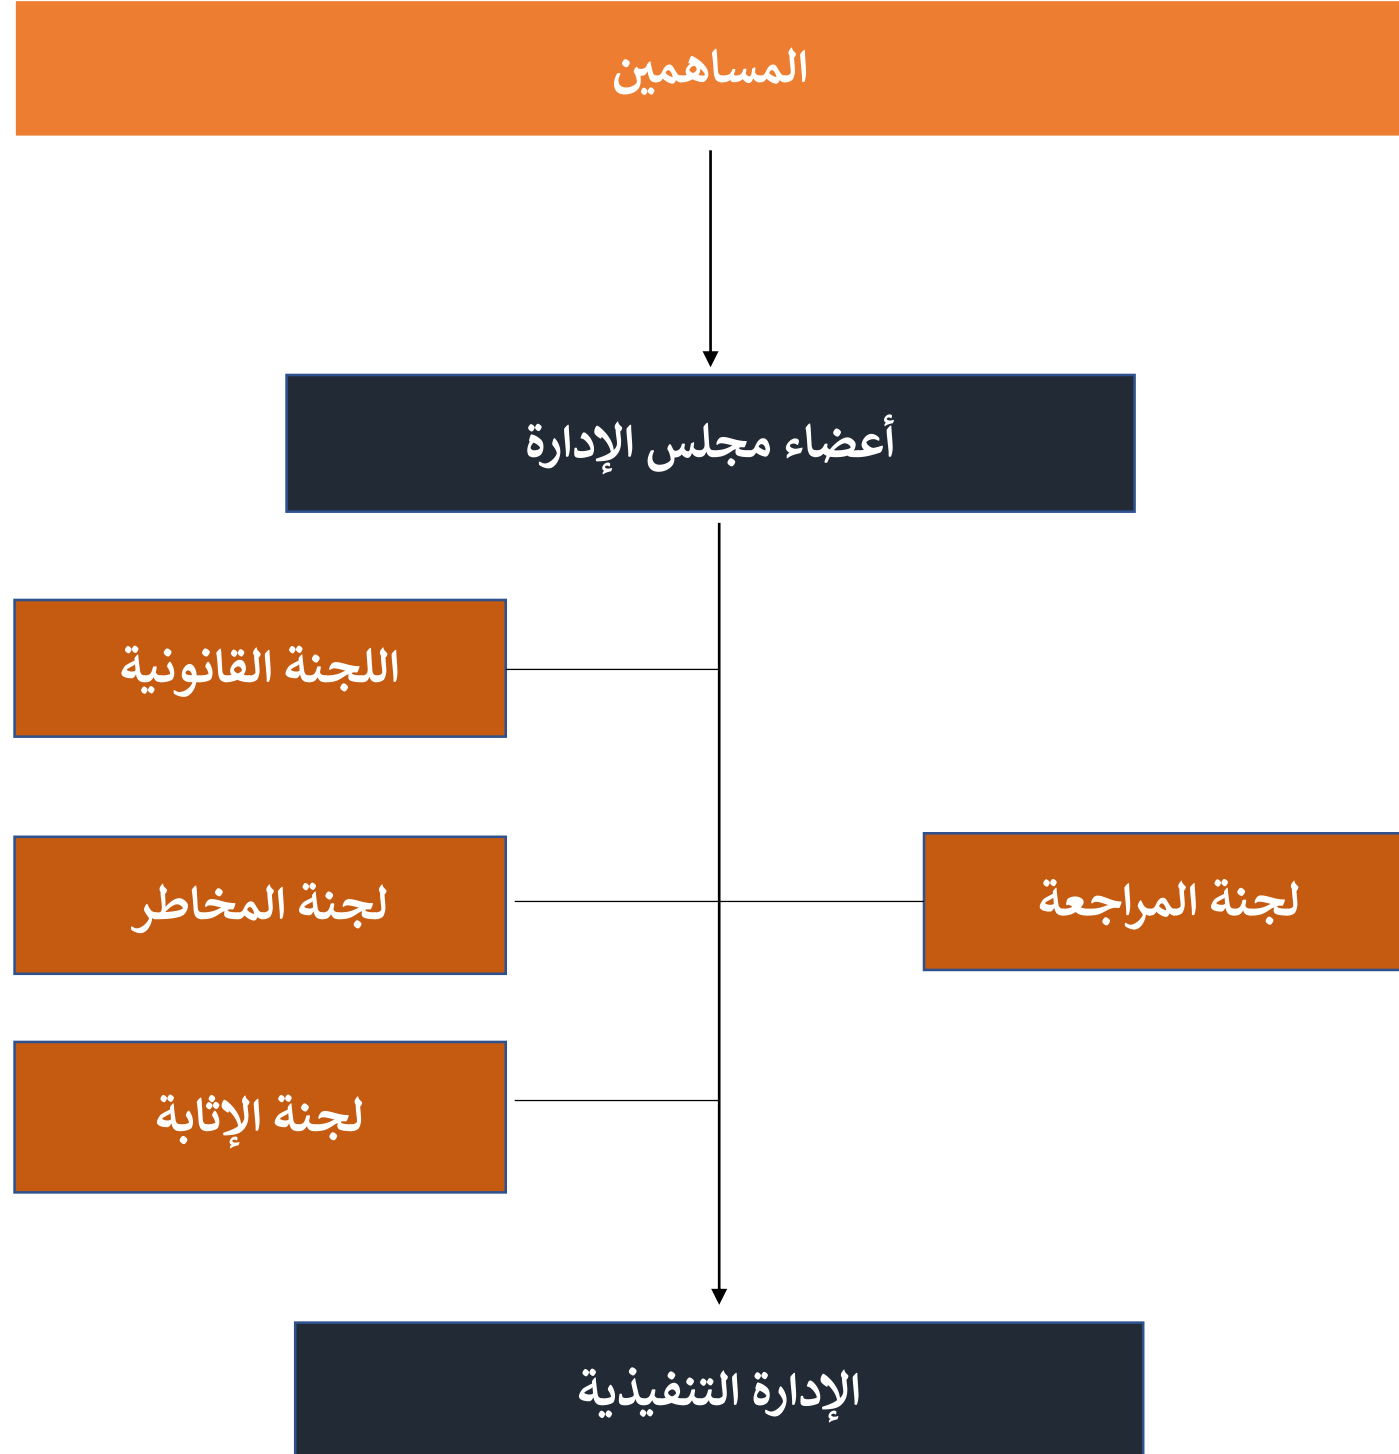 المساهمين
أعضاء مجلس الإدارة
اللجنة القانونية
لجنة المراجعة
لجنة المخاطر
لجنة الإثابة
الإدارة التنفيذية